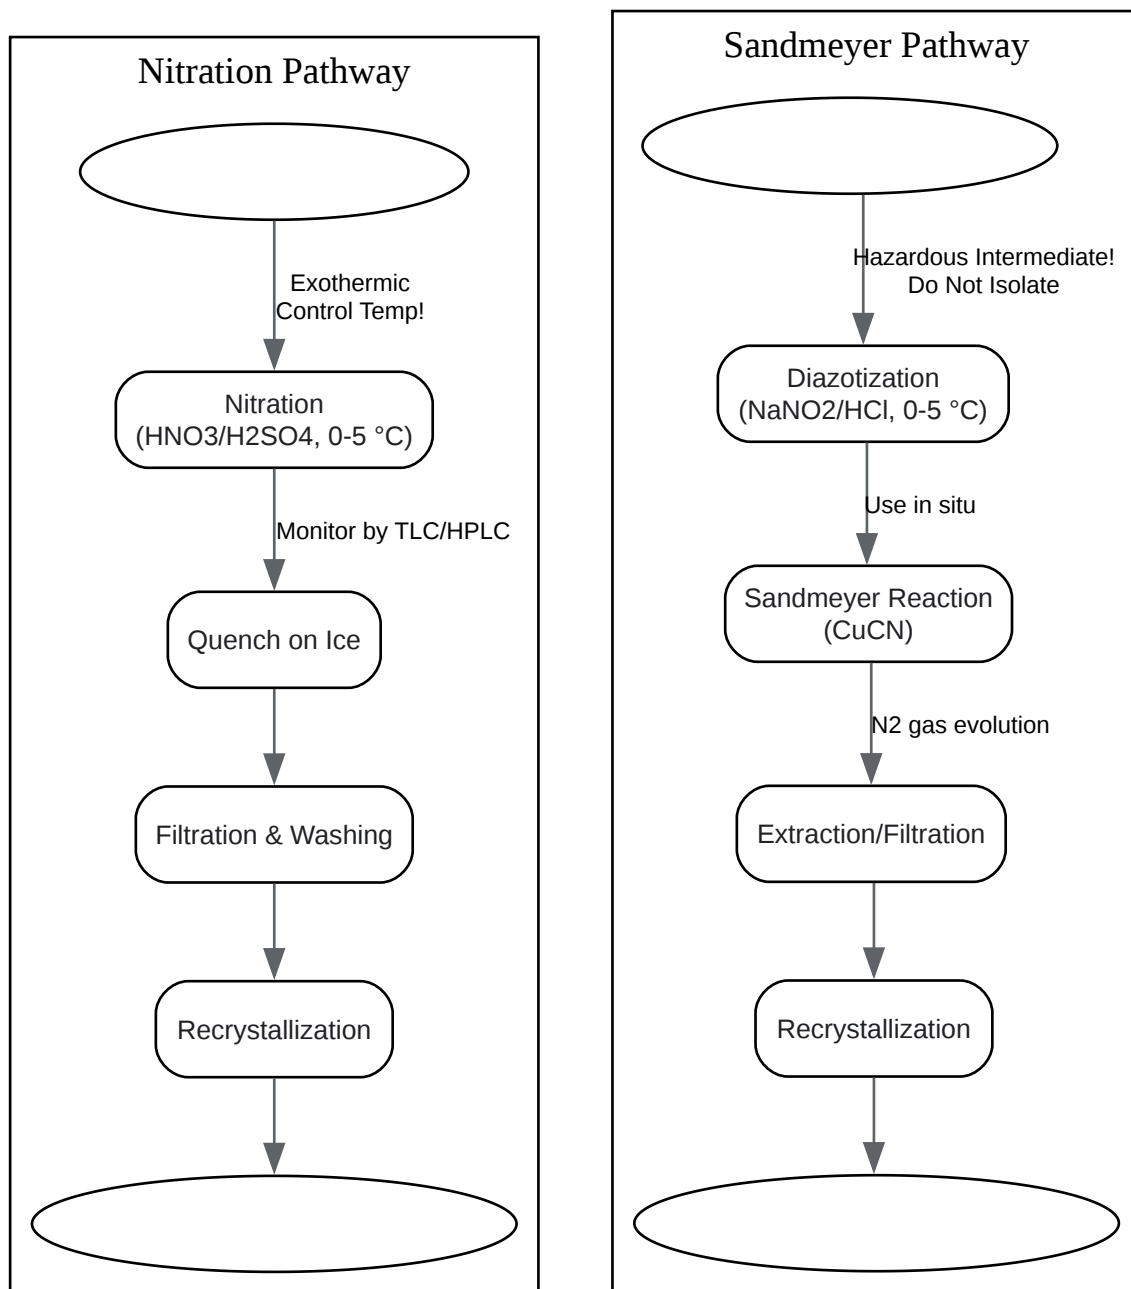 Nitration Pathway
Exothermic
Control Temp!
Nitration
(HNO3/H2SO4, 0-5 °C)
Monitor by TLC/HPLC
Quench on Ice
Filtration & Washing
Recrystallization
Sandmeyer Pathway
Hazardous Intermediate!
Do Not Isolate
Diazotization
(NaNO2/HCl, 0-5 °C)
Use in situ
Sandmeyer Reaction
(CuCN)
N2 gas evolution
Extraction/Filtration
Recrystallization